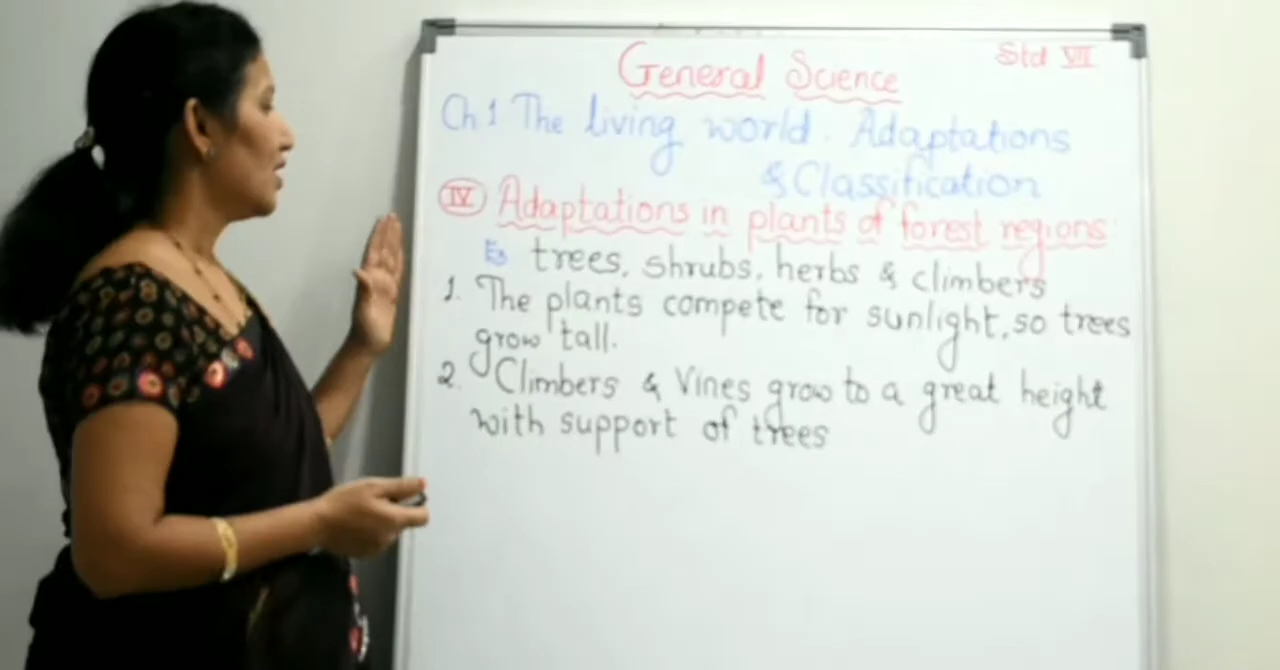 General Science
Std VII
Ch 1 The living world : Adaptations
& Classification
IV Adaptations in plants of forest regions:
Eg trees, shrubs, herbs & climbers
1. The plants compete for sunlight, so trees
grow tall.
2. Climbers & Vines grow to a great height
with support of trees